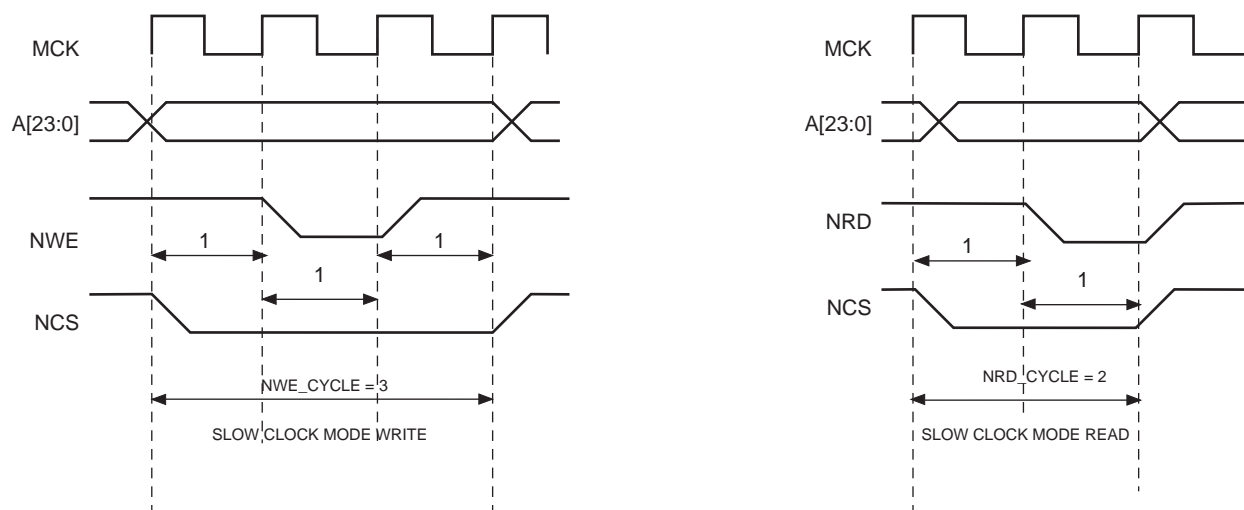 MCK
A[23:0]
NWE
1
1
1
NCS
NWE_CYCLE = 3
SLOW CLOCK MODE WRITE
MCK
A[23:0]
NRD
1
1
NCS
NRD_CYCLE = 2
SLOW CLOCK MODE READ